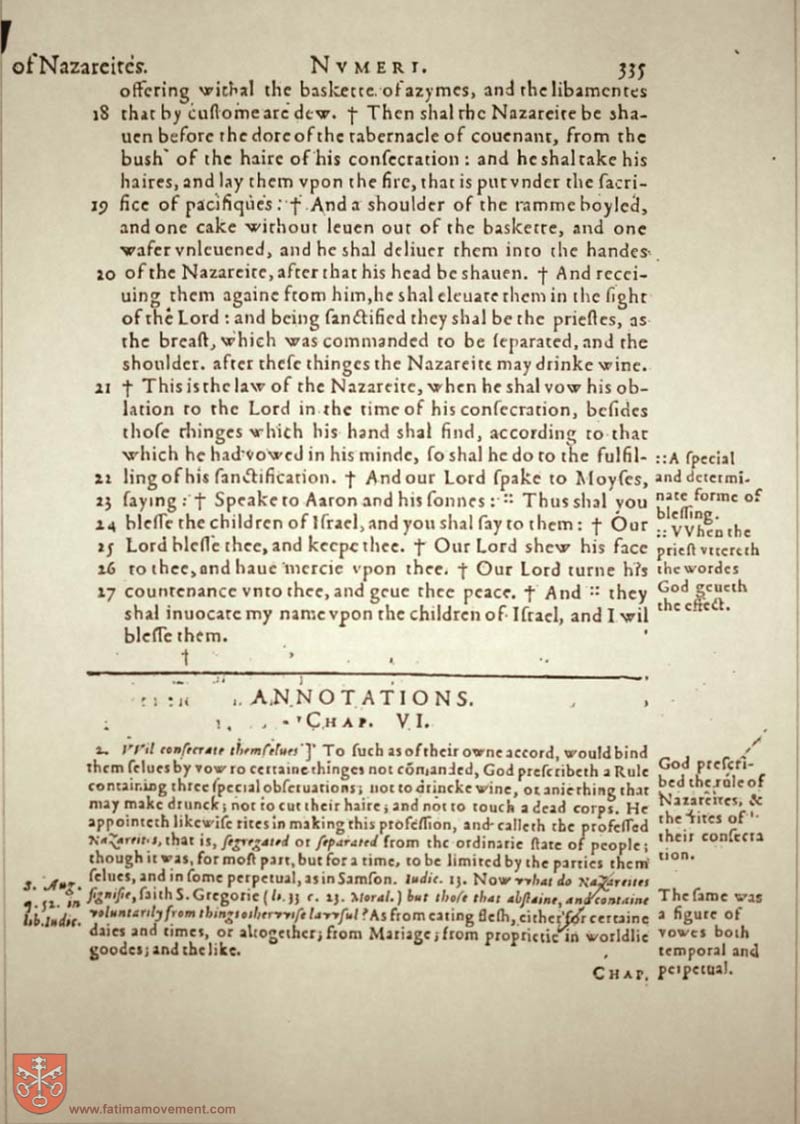 of Nazareites. NVMERI. 335
offering withal the baskette of azymes, and the libamentes
18 that by custome are dew. † Then shal the Nazareite be sha-
uen before the dore of the tabernacle of couenant, from the
bush of the haire of his consecration : and he shal take his
haires, and lay them vpon the fire, that is put vnder the sacri-
19 fice of pacifiques : † And a shoulder of the ramme boyled,
and one cake without leuen out of the baskette, and one
wafer vnleuened, and he shal deliuer them into the handes
20 of the Nazareite, after that his head be shauen. † And recei-
uing them againe from him, he shal eleuate them in the sight
of the Lord : and being sanctified they shal be the priestes, as
the breast, which was commanded to be separated, and the
shoulder. after these thinges the Nazareite may drinke wine.
21 † This is the law of the Nazareite, when he shal vow his ob-
lation to the Lord in the time of his consecration, besides
those thinges which his hand shal find, according to that
which he had vowed in his minde, so shal he do to the fulfil-
22 ling of his sanctification. † And our Lord spake to Moyses,
23 saying : † Speake to Aaron and his sonnes : :: Thus shal you
24 blesse the children of Israel, and you shal say to them : † Our
25 Lord blesse thee, and keepe thee. † Our Lord shew his face
26 to thee, and haue mercie vpon thee. † Our Lord turne his
27 countenance vnto thee, and geue thee peace. † And :: they
shal inuocate my name vpon the children of Israel, and I wil
blesse them.
:: A special
and determi-
nate forme of
blessing.
:: VVhen the
priest vttereth
the wordes
God geueth
the effect.
†
ANNOTATIONS.
CHAP. VI.
2. VVil consecrate themselues ] To such as of their owne accord, would bind
them selues by vow to certaine thinges not cōmanded, God prescribeth a Rule
containing three special obseruations; not to drincke wine, or anie thing that
may make drunck; not to cut their haire; and not to touch a dead corps. He
appointeth likewise rites in making this profession, and calleth the professed
Nazareites, that is, segregated or separated from the ordinarie state of people;
though it was, for most part, but for a time, to be limited by the parties them
selues, and in some perpetual, as in Samson. Iudic. 13. Now vvhat do Nazareites
signifie, saith S. Gregorie (li. 33 c. 23. Moral.) but those that abstaine, and containe
voluntarily from things othervvise lavvful? As from eating flesh, either for certaine
daies and times, or altogether; from Mariage; from proprietie in worldlie
goodes; and the like.
S. Aug.
q. 52. in
lib. Iudic.
God prescri-
bed the rule of
Nazareites, &
the rites of
their consecra
tion.
The same was
a figure of
vowes both
temporal and
perpetual.
CHAP.
www.fatimamovement.com